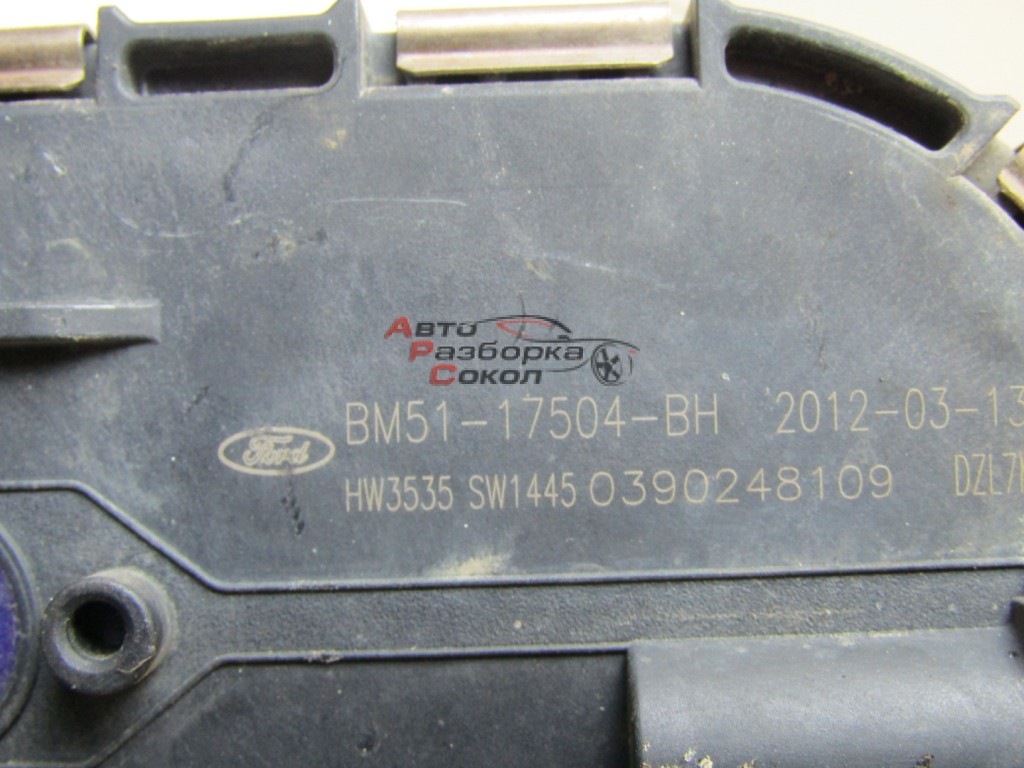 Авто
Разборка
Сокол
BM51-17504-BH 2012-03-13
Ford
HW3535 SW1445 0390248109